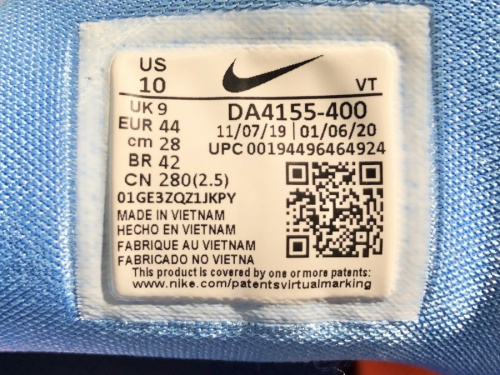 US
10
VT
UK 9
EUR 44
cm 28
BR 42
CN 280(2.5)
DA4155-400
11/07/19 | 01/06/20
UPC 00194496464924
01GE3ZQZ1JKPY
MADE IN VIETNAM
HECHO EN VIETNAM
FABRIQUE AU VIETNAM
FABRICADO NO VIETNA
This product is covered by one or more patents:
www.nike.com/patentsvirtualmarking